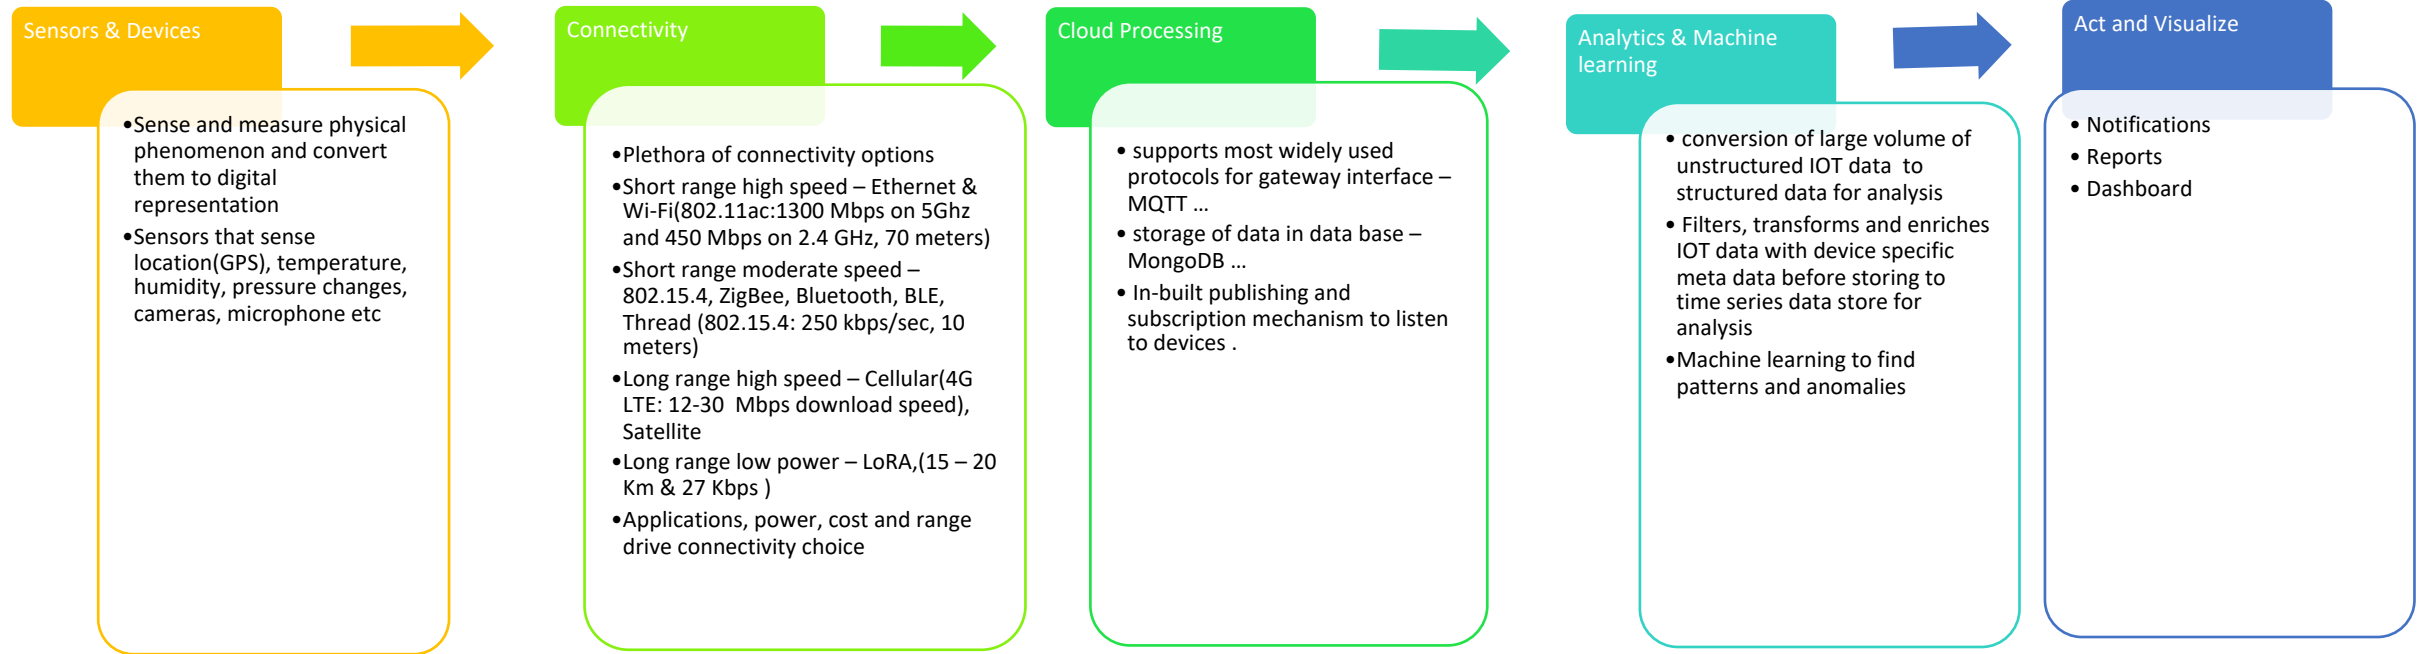 Sensors & Devices
•Sense and measure physical
phenomenon and convert
them to digital
representation
•Sensors that sense
location(GPS), temperature,
humidity, pressure changes,
cameras, microphone etc
Connectivity
•Plethora of connectivity options
•Short range high speed – Ethernet &
Wi-Fi(802.11ac:1300 Mbps on 5Ghz
and 450 Mbps on 2.4 GHz, 70 meters)
•Short range moderate speed –
802.15.4, ZigBee, Bluetooth, BLE,
Thread (802.15.4: 250 kbps/sec, 10
meters)
•Long range high speed – Cellular(4G
LTE: 12-30  Mbps download speed),
Satellite
•Long range low power – LoRA,(15 – 20
Km & 27 Kbps )
•Applications, power, cost and range
drive connectivity choice
Cloud Processing
• supports most widely used
protocols for gateway interface –
MQTT ...
• storage of data in data base –
MongoDB ...
• In-built publishing and
subscription mechanism to listen
to devices .
Analytics & Machine
learning
• conversion of large volume of
unstructured IOT data  to
structured data for analysis
• Filters, transforms and enriches
IOT data with device specific
meta data before storing to
time series data store for
analysis
•Machine learning to find
patterns and anomalies
Act and Visualize
• Notifications
• Reports
• Dashboard